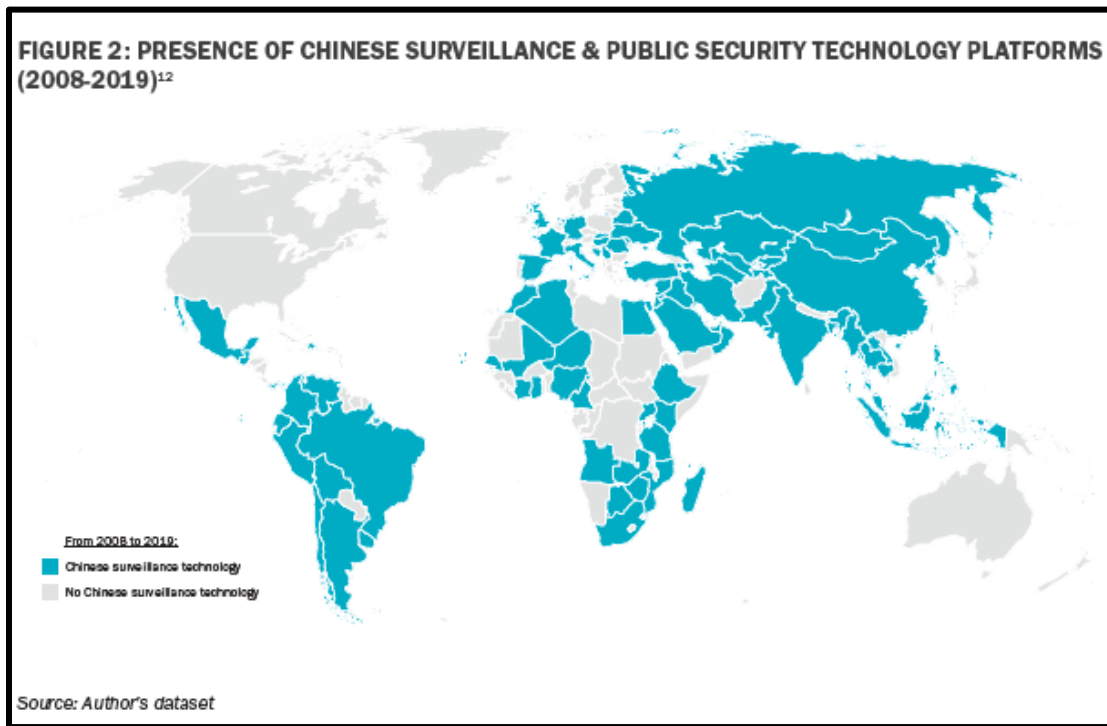 FIGURE 2: PRESENCE OF CHINESE SURVEILLANCE & PUBLIC SECURITY TECHNOLOGY PLATFORMS
(2008-2019)¹²
From 2008 to 2019:
Chinese surveillance technology
No Chinese surveillance technology
Source: Author's dataset